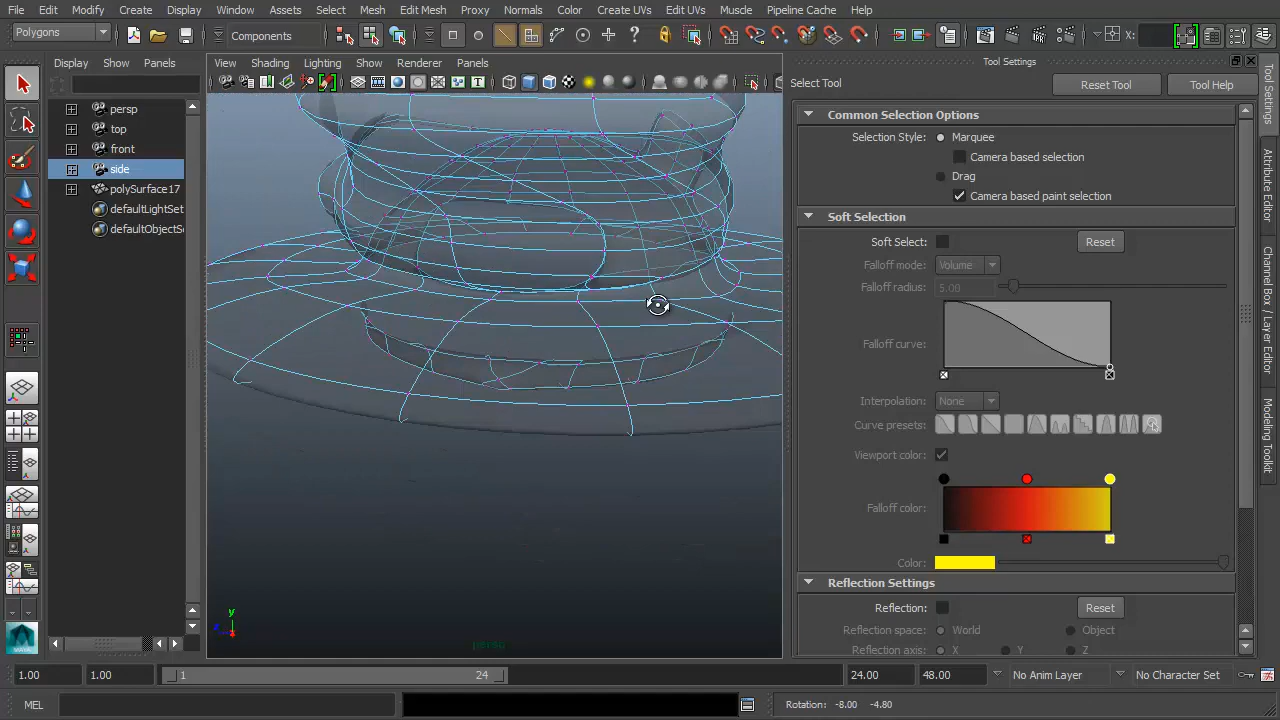 File Modify Create Display Window Assets Select Mesh Edit Mesh Proxy Normals Color Create UVs Edit UVs Muscle Pipeline Cache Help
Polygons Components X:
Display Show Panels
View Shading Lighting Show Renderer Panels
persp
top
front
side
polySurface17
defaultLightSet
defaultObjectSe
persp
y
Tool Settings
Select Tool Reset Tool Tool Help
Common Selection Options
Selection Style: Marquee
Camera based selection
Drag
Camera based paint selection
Soft Selection
Soft Select: Reset
Falloff mode: Volume
Falloff radius: 5.00
Falloff curve:
Interpolation: None
Curve presets:
Viewport color:
Falloff color:
Color:
Reflection Settings
Reflection: Reset
Reflection space: World Object
Reflection axis: X Y Z
Tool Settings
Attribute Editor
Channel Box / Layer Editor
Modeling Toolkit
1.00 1.00 1 24 24.00 48.00 No Anim Layer No Character Set
MEL Rotation: -8.00 -4.80